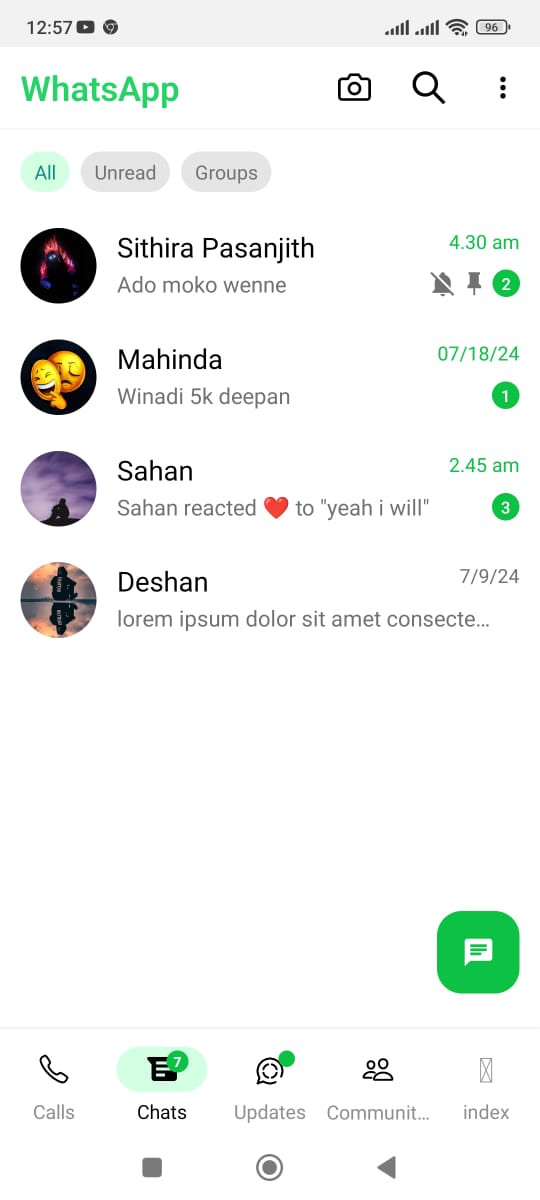 12:57
96
WhatsApp
All Unread Groups
Sithira Pasanjith 4.30 am
Ado moko wenne 2
Mahinda 07/18/24
Winadi 5k deepan 1
Sahan 2.45 am
Sahan reacted ❤️ to "yeah i will" 3
Deshan 7/9/24
lorem ipsum dolor sit amet consecte...
7
Calls Chats Updates Communit... index